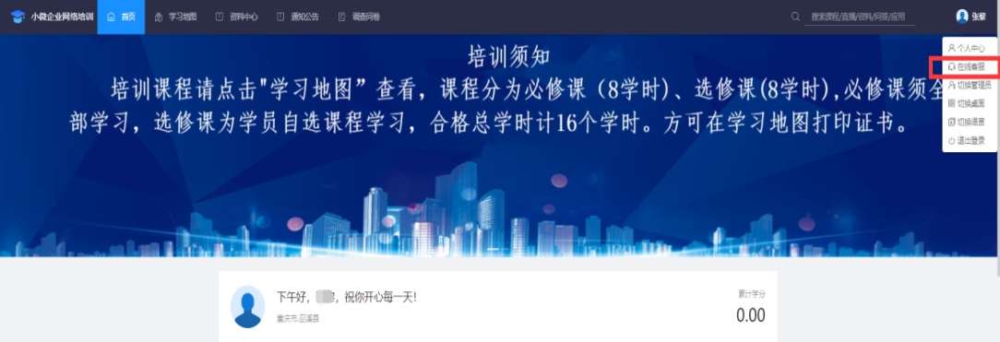 小微企业网络培训 首页 学习地图 资料中心 通知公告 调查问卷 搜索课程/直播/资料/问答/应用 张黎
个人中心
在线客服
切换管理员
切换桌面
切换语言
退出登录
培训须知
培训课程请点击"学习地图”查看，课程分为必修课（8学时）、选修课(8学时),必修课须全
部学习，选修课为学员自选课程学习，合格总学时计16个学时。方可在学习地图打印证书。
下午好， 黎，祝你开心每一天！
重庆市.巫溪县
累计学分
0.00